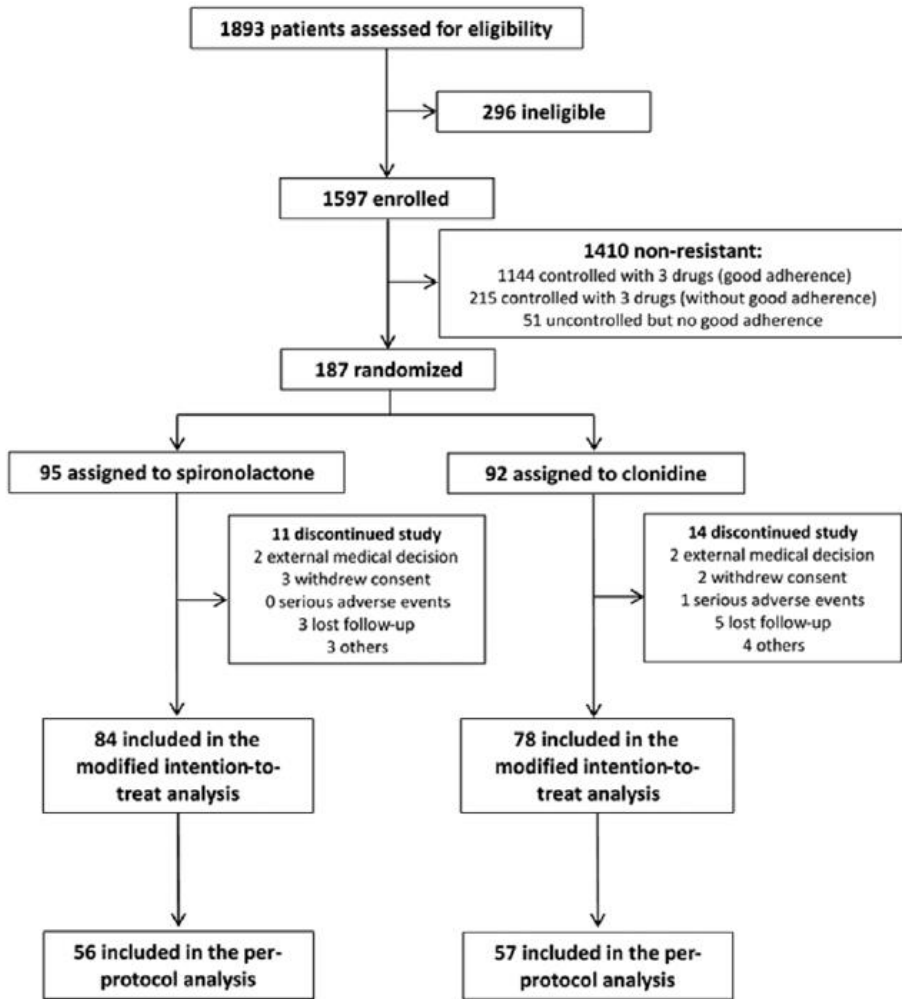 1893 patients assessed for eligibility
296 ineligible
1597 enrolled
1410 non-resistant:
1144 controlled with 3 drugs (good adherence)
215 controlled with 3 drugs (without good adherence)
51 uncontrolled but no good adherence
187 randomized
95 assigned to spironolactone
92 assigned to clonidine
11 discontinued study
2 external medical decision
3 withdrew consent
0 serious adverse events
3 lost follow-up
3 others
14 discontinued study
2 external medical decision
2 withdrew consent
1 serious adverse events
5 lost follow-up
4 others
84 included in the
modified intention-to-
treat analysis
78 included in the
modified intention-to-
treat analysis
56 included in the per-
protocol analysis
57 included in the per-
protocol analysis